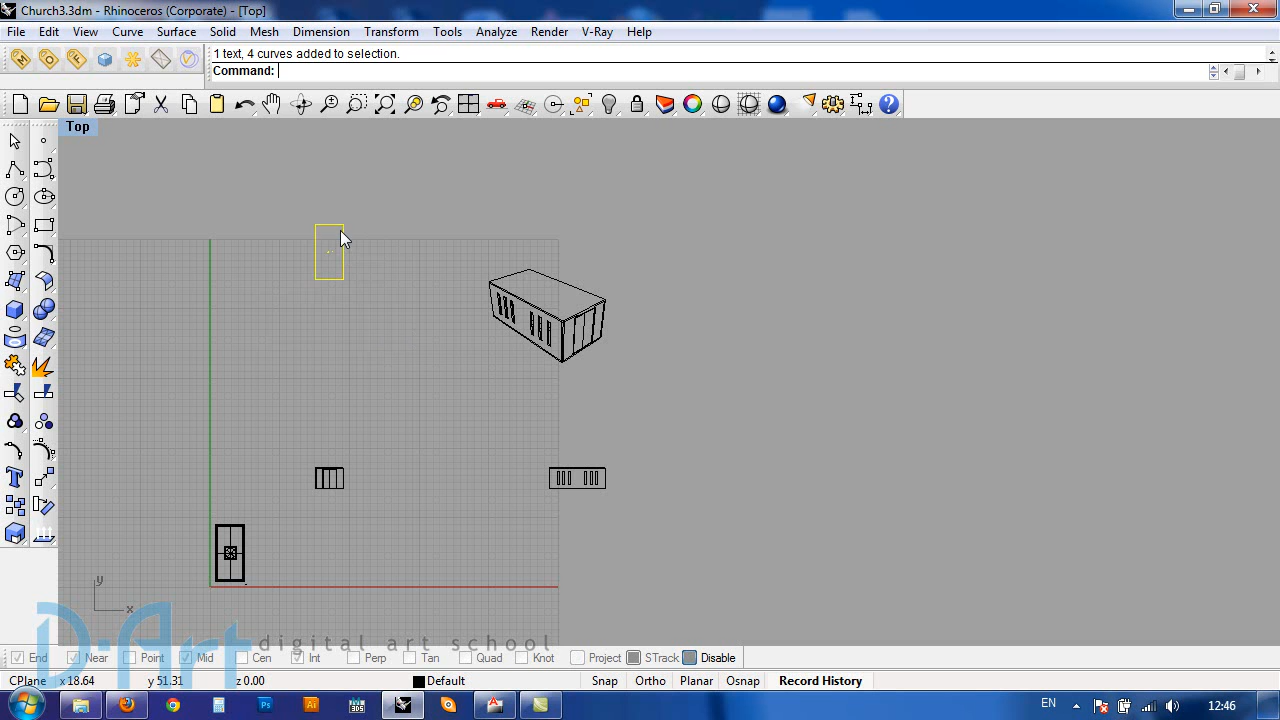 Church3.3dm - Rhinoceros (Corporate) - [Top]
File Edit View Curve Surface Solid Mesh Dimension Transform Tools Analyze Render V-Ray Help
1 text, 4 curves added to selection.
Command:
Top
y
x
D-Art digital art school
End Near Point Mid Cen Int Perp Tan Quad Knot Project STrack Disable
CPlane x 18.64 y 51.31 z 0.00 Default Snap Ortho Planar Osnap Record History
EN 12:46